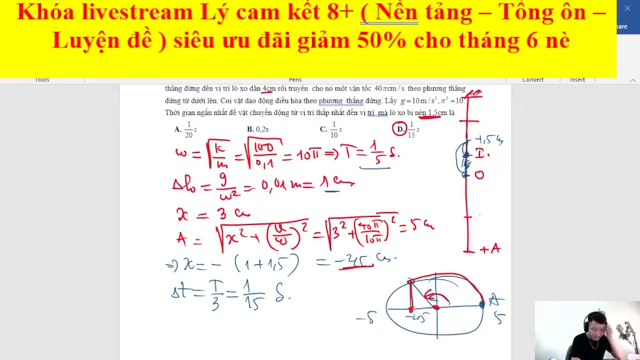 Khóa livestream Lý cam kết 8+ ( Nền tảng – Tổng ôn –
Luyện đề ) siêu ưu đãi giảm 50% cho tháng 6 nè
thẳng đứng đến vị trí lò xo dãn 4cm rồi truyền cho nó một vận tốc 40πcm/s theo phương thẳng
đứng từ dưới lên. Coi vật dao động điều hòa theo phương thẳng đứng. Lấy g=10m/s², π²=10
Thời gian ngắn nhất để vật chuyển động từ vị trí thấp nhất đến vị trí mà lò xo bị nén 1,5cm là
A. 1/20 s B. 0,2s C. 1/10 s D. 1/15 s
ω = √(k/m) = √(100/0,1) = 10π ⇒ T = 1/5 s.
Δl₀ = g/ω² = 0,01m = 1 cm
x = 3 cm
A = √(x² + (v/ω)²) = √(3² + (40π/10π)²) = 5 cm
⇒ x = - (1 + 1,5) = -2,5 cm.
Δt = T/3 = 1/15 s.
-1,5 cm
O
+A
A
-5
-2,5
5